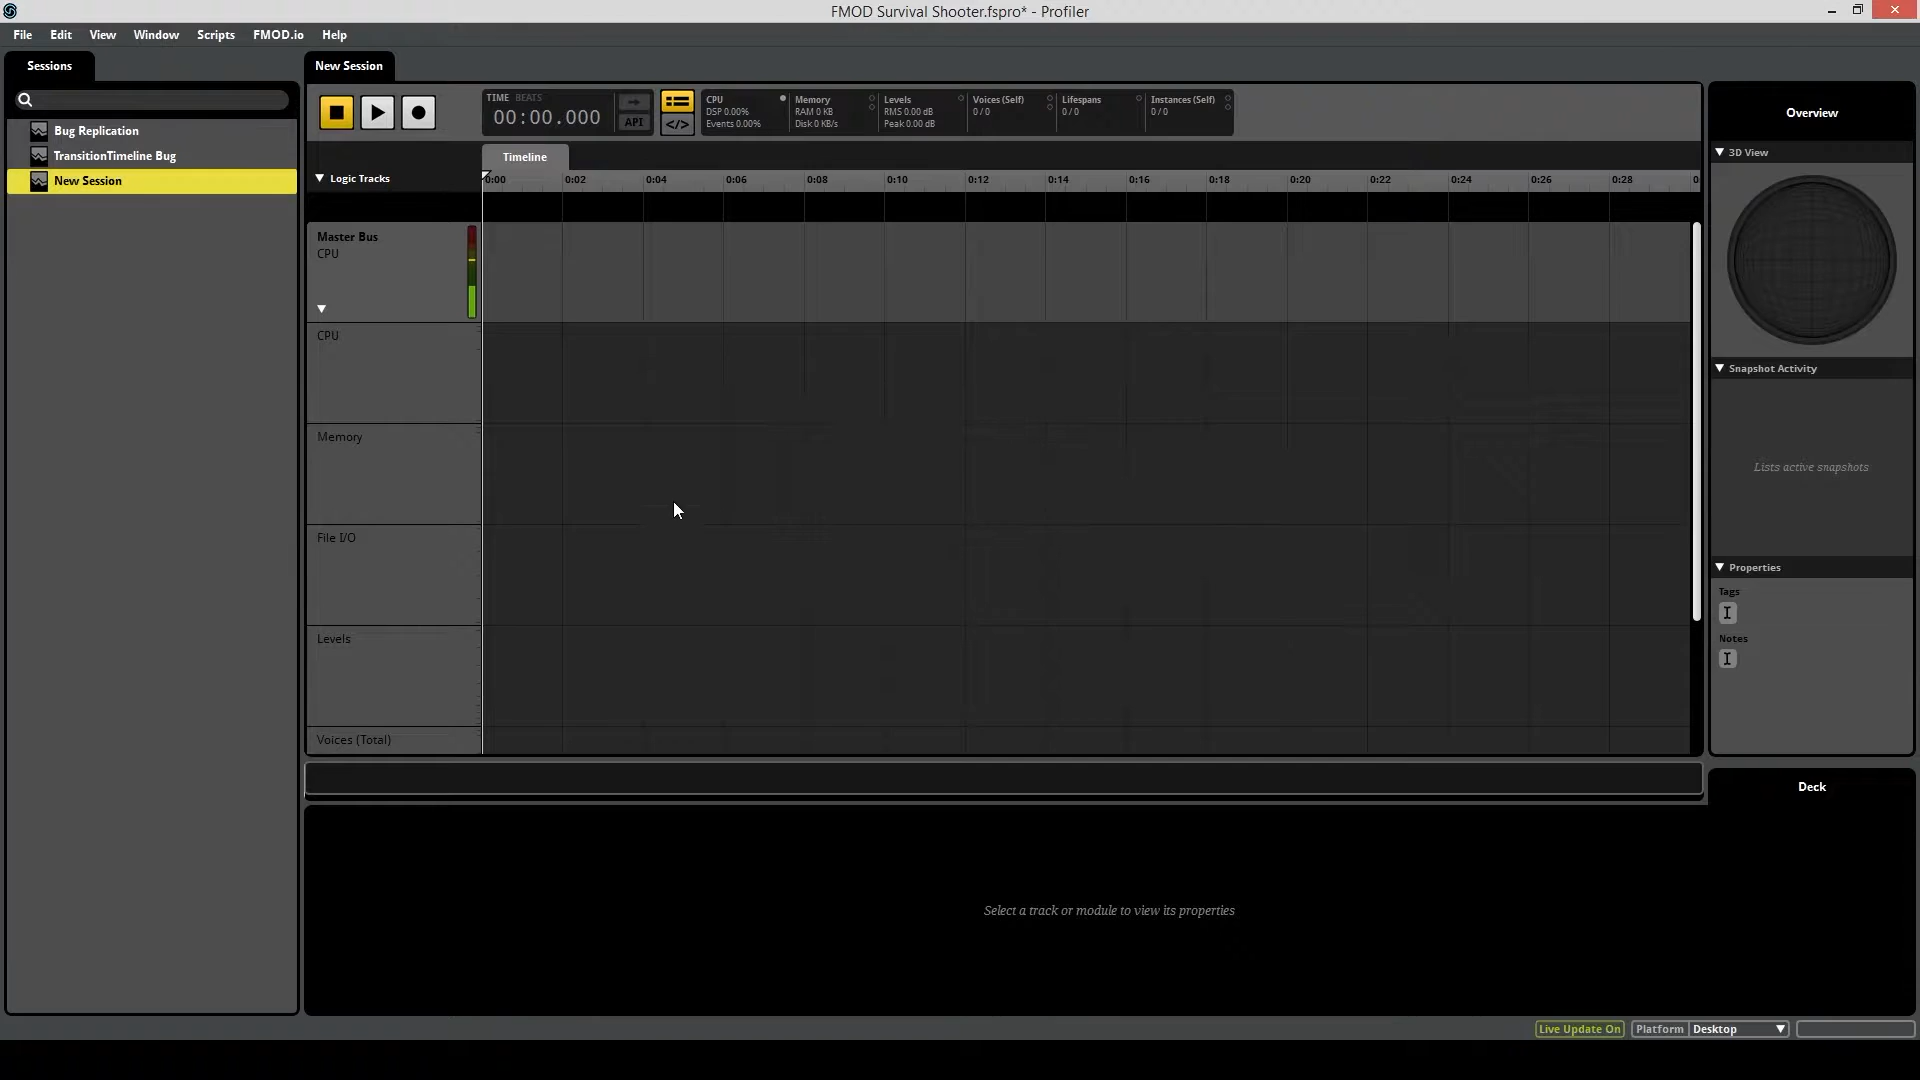 FMOD Survival Shooter.fspro* - Profiler
File Edit View Window Scripts FMOD.io Help
Sessions
Bug Replication
TransitionTimeline Bug
New Session
New Session
TIME BEATS
00:00.000
API
</>
CPU
DSP 0.00%
Events 0.00%
Memory
RAM 0 KB
Disk 0 KB/s
Levels
RMS 0.00 dB
Peak 0.00 dB
Voices (Self)
0 / 0
Lifespans
0 / 0
Instances (Self)
0 / 0
Timeline
Logic Tracks
0:00 0:02 0:04 0:06 0:08 0:10 0:12 0:14 0:16 0:18 0:20 0:22 0:24 0:26 0:28
Master Bus
CPU
CPU
Memory
File I/O
Levels
Voices (Total)
Overview
3D View
Snapshot Activity
Lists active snapshots
Properties
Tags
Notes
Deck
Select a track or module to view its properties
Live Update On Platform Desktop